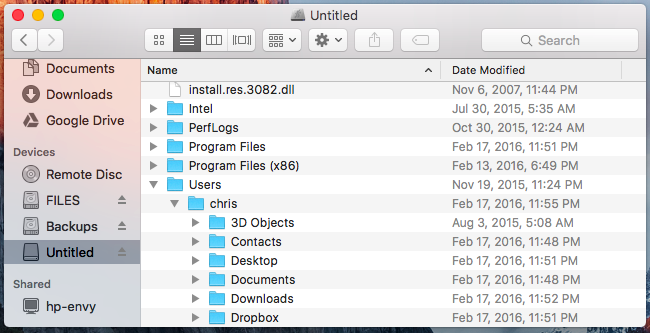 Untitled
Search
Documents
Downloads
Google Drive
Devices
Remote Disc
FILES
Backups
Untitled
Shared
hp-envy
Name Date Modified
install.res.3082.dll Nov 6, 2007, 11:44 PM
Intel Jul 30, 2015, 5:35 AM
PerfLogs Oct 30, 2015, 12:24 AM
Program Files Feb 17, 2016, 11:51 PM
Program Files (x86) Feb 13, 2016, 6:49 PM
Users Nov 19, 2015, 11:24 PM
chris Feb 17, 2016, 11:55 PM
3D Objects Aug 3, 2015, 5:08 AM
Contacts Feb 17, 2016, 11:48 PM
Desktop Feb 17, 2016, 11:51 PM
Documents Feb 17, 2016, 11:48 PM
Downloads Feb 17, 2016, 11:52 PM
Dropbox Feb 17, 2016, 11:51 PM